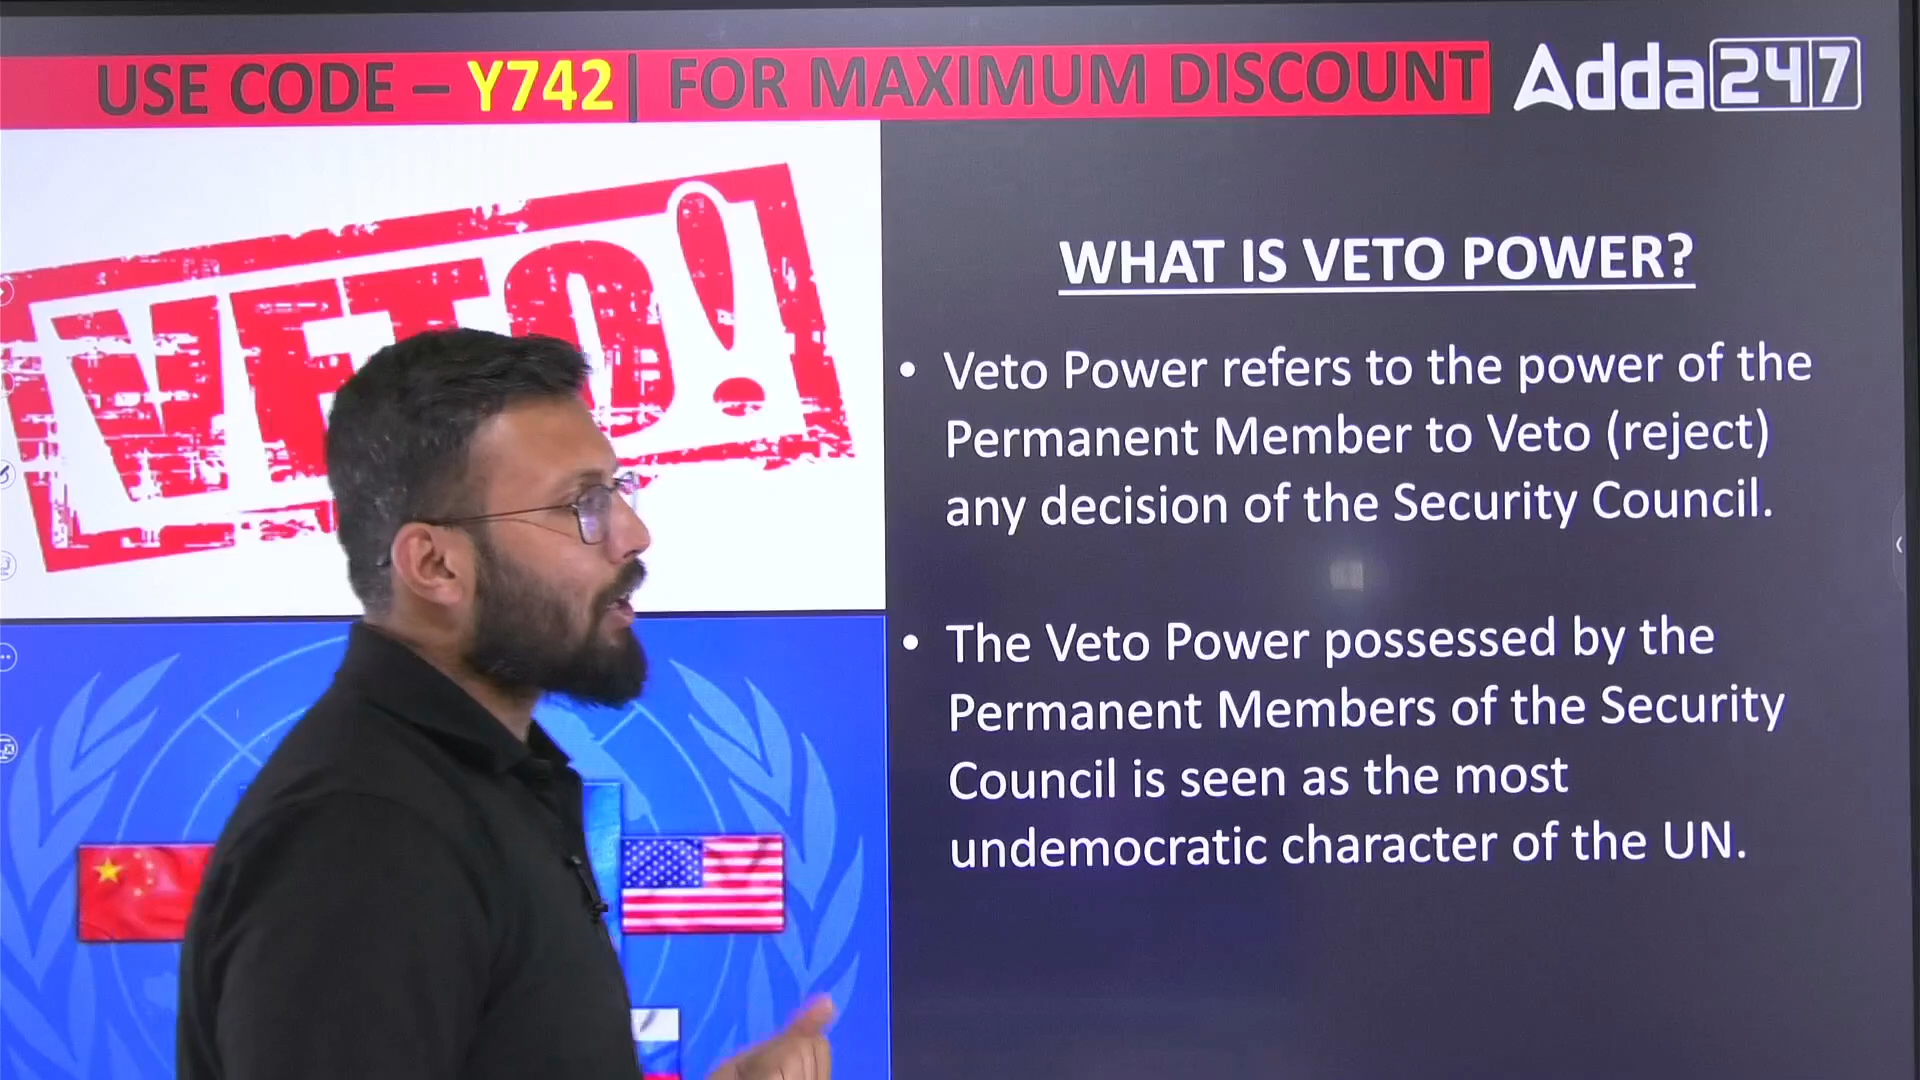 USE CODE – Y742 | FOR MAXIMUM DISCOUNT
Adda247
VETO!
WHAT IS VETO POWER?
• Veto Power refers to the power of the
Permanent Member to Veto (reject)
any decision of the Security Council.
• The Veto Power possessed by the
Permanent Members of the Security
Council is seen as the most
undemocratic character of the UN.